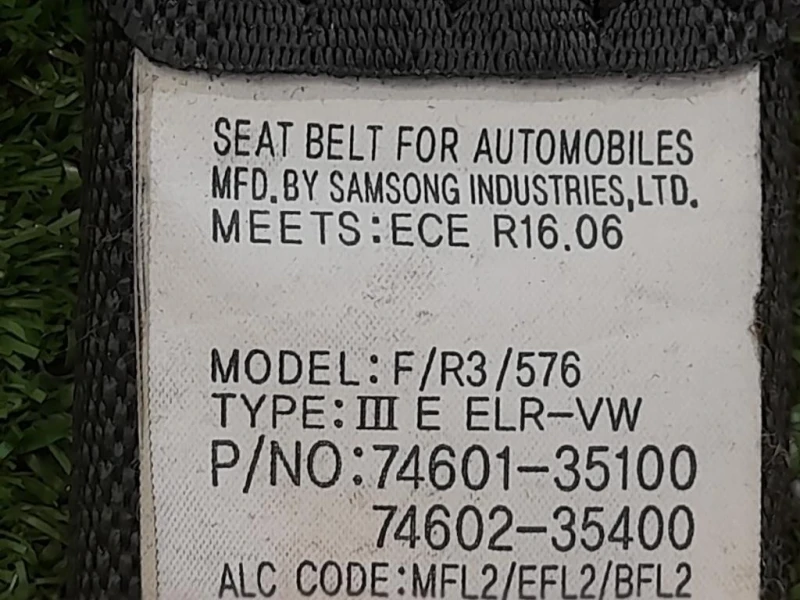 SEAT BELT FOR AUTOMOBILES
MFD.BY SAMSONG INDUSTRIES,LTD.
MEETS:ECE R16.06
MODEL:F/R3/576
TYPE:III E ELR-VW
P/NO:74601-35100
74602-35400
ALC CODE:MFL2/EFL2/BFL2